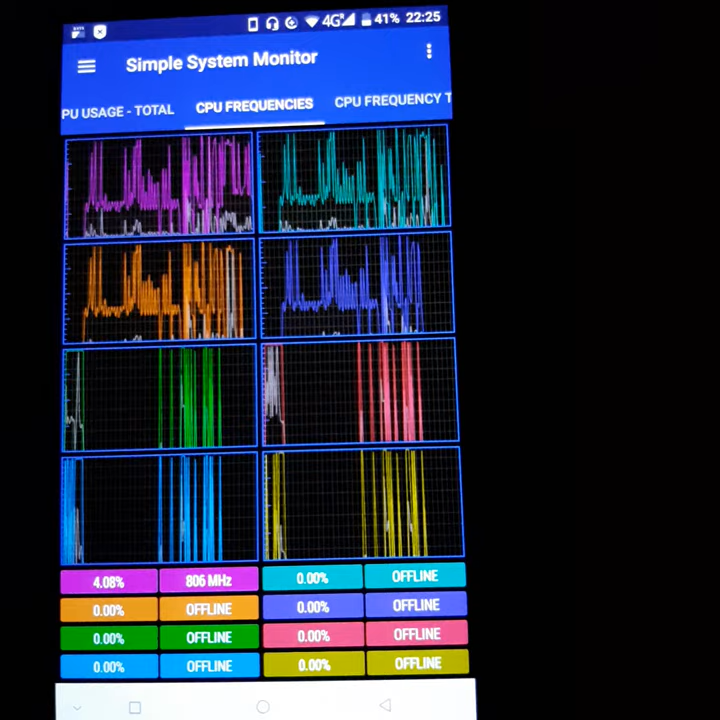 4G 41% 22:25
Simple System Monitor
PU USAGE - TOTAL CPU FREQUENCIES CPU FREQUENCY T
4.08% 806 MHz 0.00% OFFLINE
0.00% OFFLINE 0.00% OFFLINE
0.00% OFFLINE 0.00% OFFLINE
0.00% OFFLINE 0.00% OFFLINE